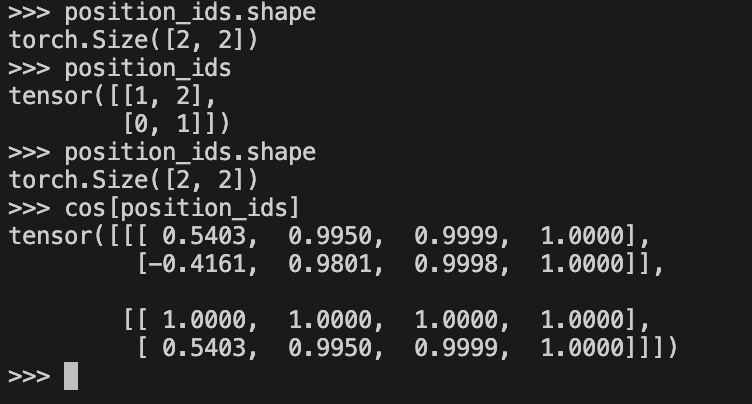 >>> position_ids.shape
torch.Size([2, 2])
>>> position_ids
tensor([[1, 2],
        [0, 1]])
>>> position_ids.shape
torch.Size([2, 2])
>>> cos[position_ids]
tensor([[[ 0.5403,  0.9950,  0.9999,  1.0000],
         [-0.4161,  0.9801,  0.9998,  1.0000]],
        [[ 1.0000,  1.0000,  1.0000,  1.0000],
         [ 0.5403,  0.9950,  0.9999,  1.0000]]])
>>>